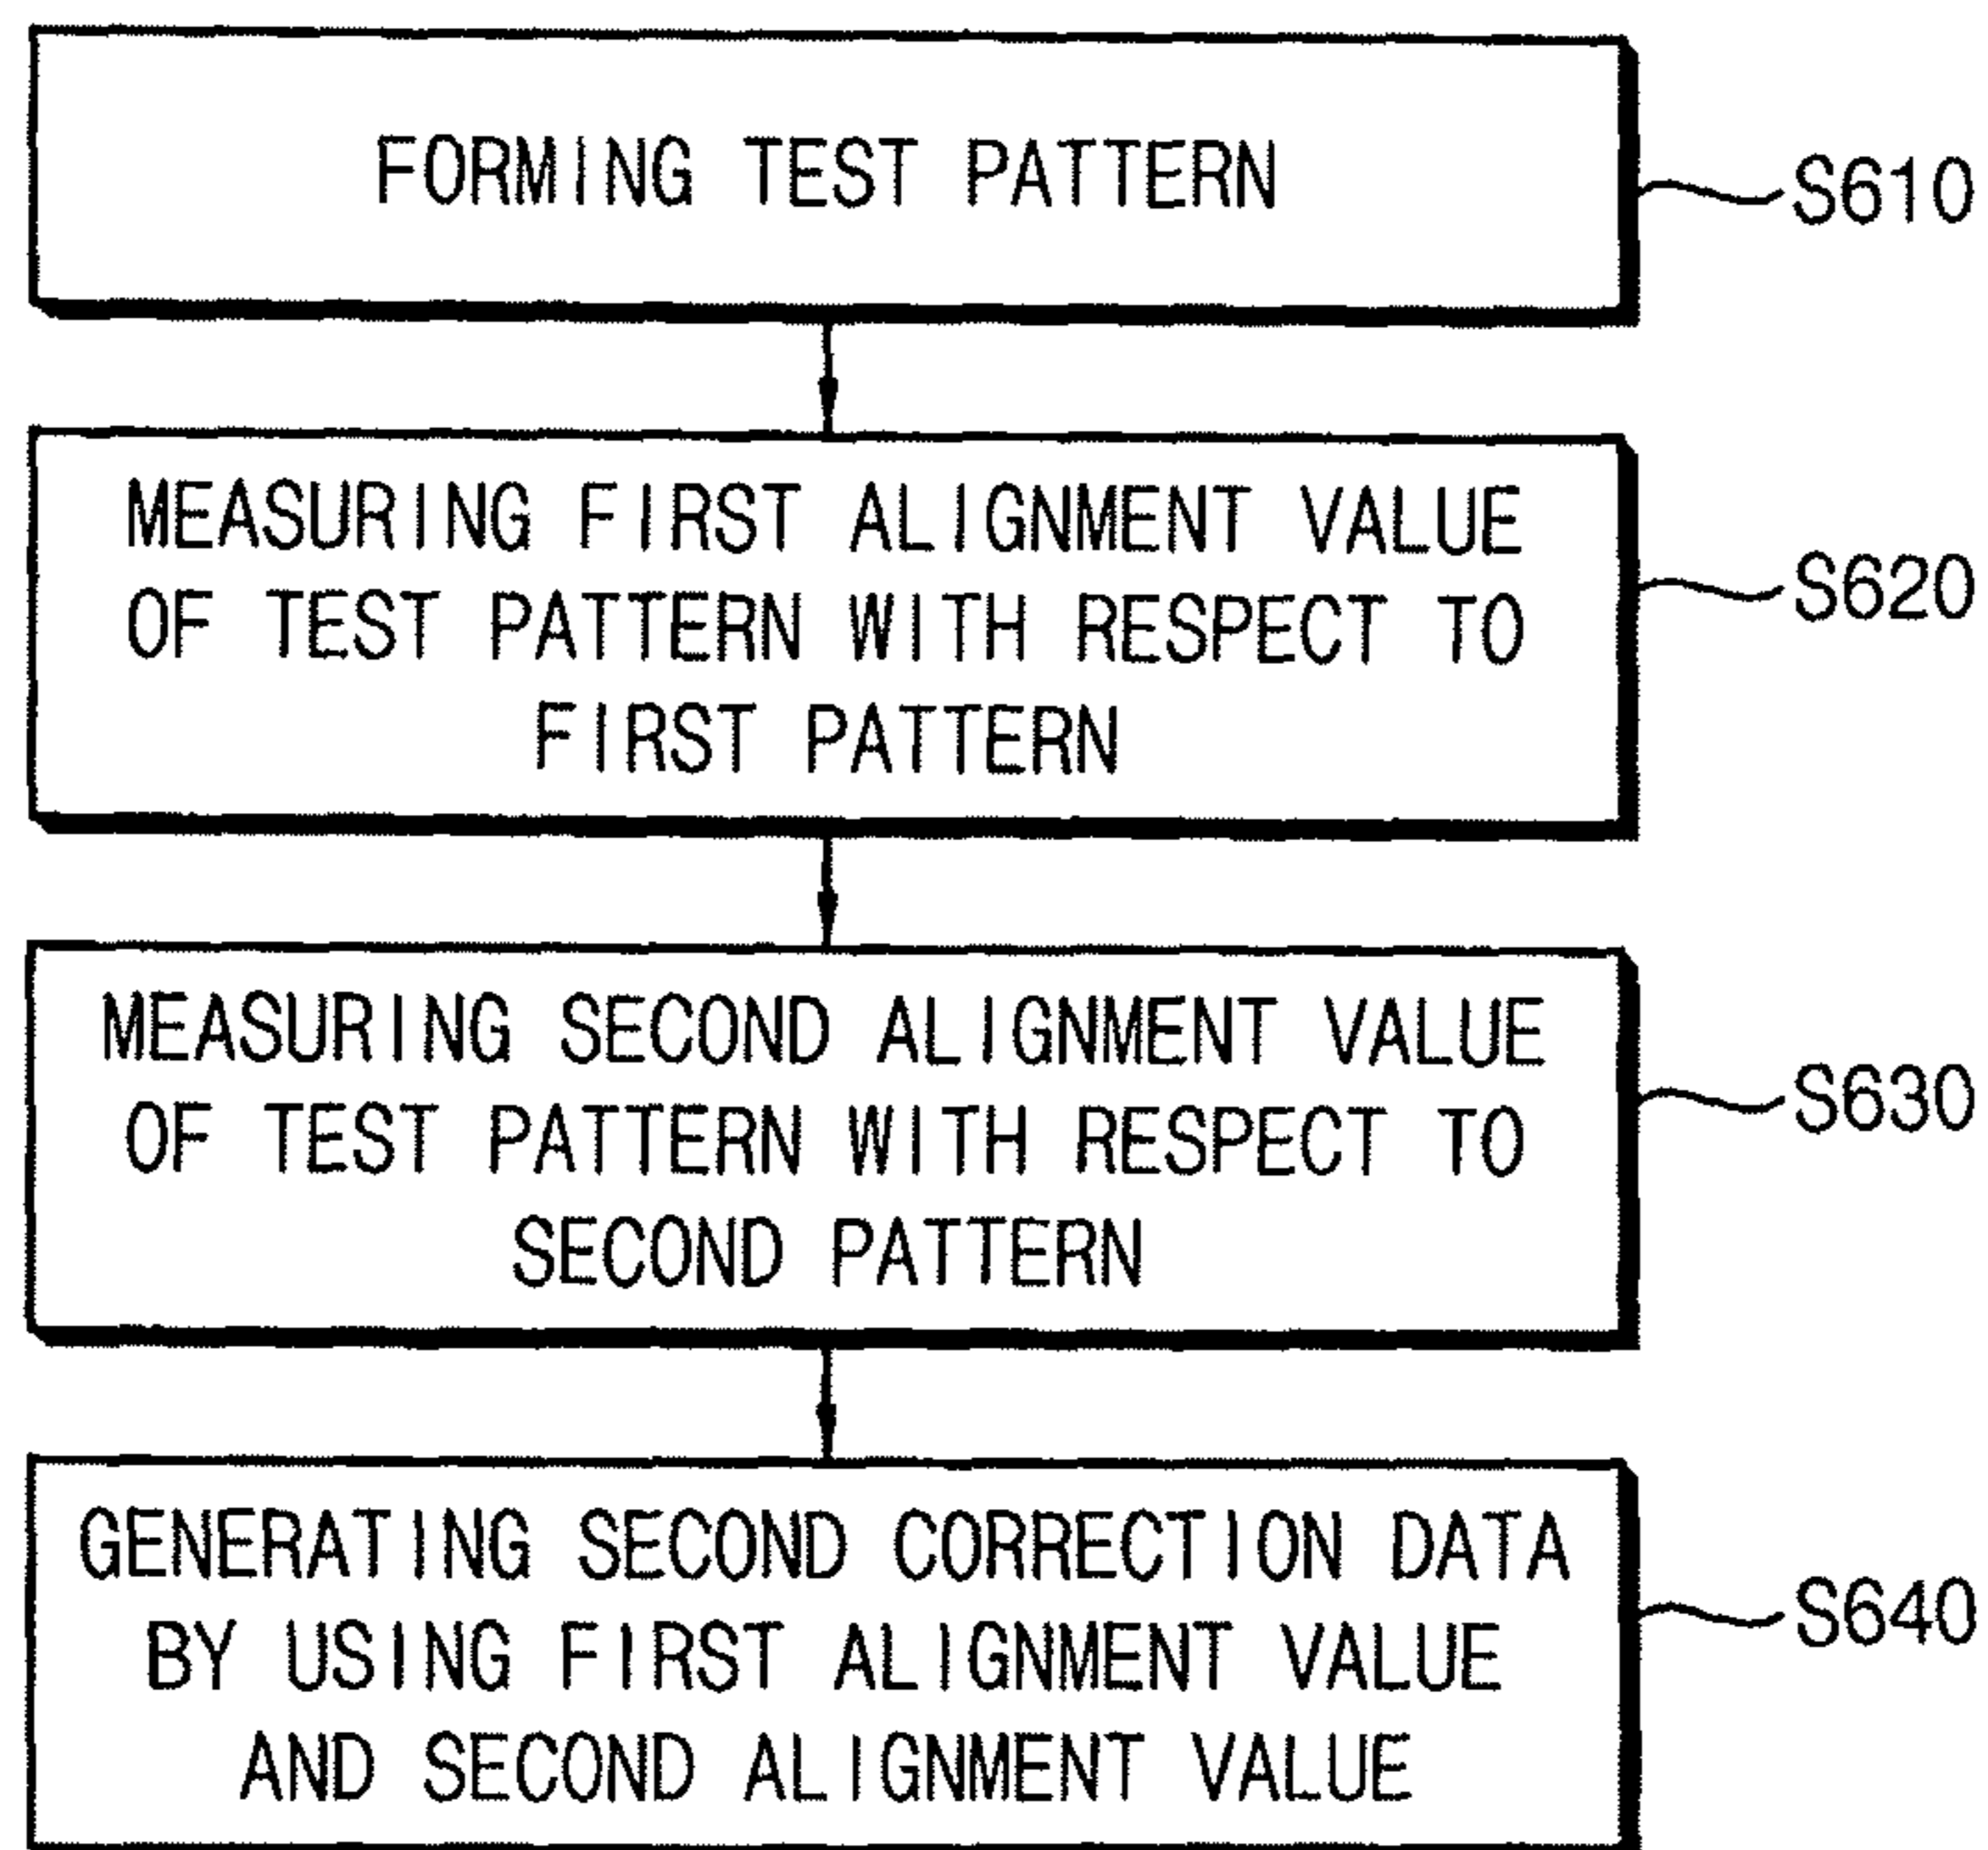 FORMING TEST PATTERN
S610
MEASURING FIRST ALIGNMENT VALUE
OF TEST PATTERN WITH RESPECT TO
FIRST PATTERN
S620
MEASURING SECOND ALIGNMENT VALUE
OF TEST PATTERN WITH RESPECT TO
SECOND PATTERN
S630
GENERATING SECOND CORRECTION DATA
BY USING FIRST ALIGNMENT VALUE
AND SECOND ALIGNMENT VALUE
S640